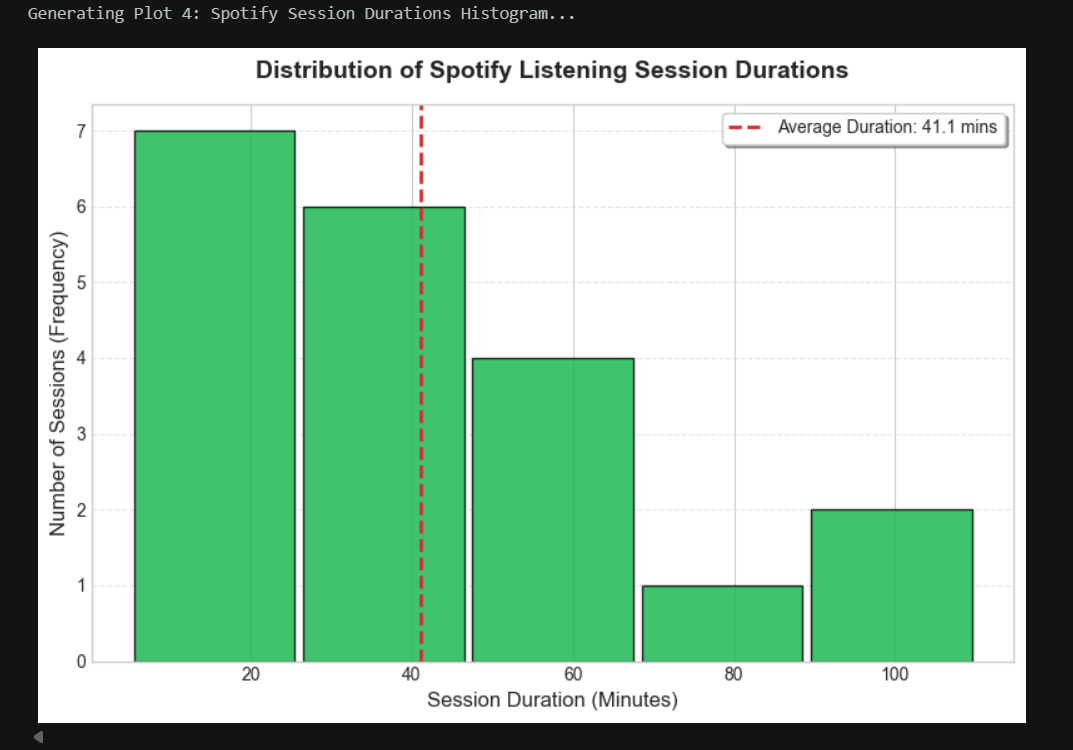 Generating Plot 4: Spotify Session Durations Histogram...
Distribution of Spotify Listening Session Durations
Average Duration: 41.1 mins
Number of Sessions (Frequency)
7
6
5
4
3
2
1
0
20 40 60 80 100
Session Duration (Minutes)